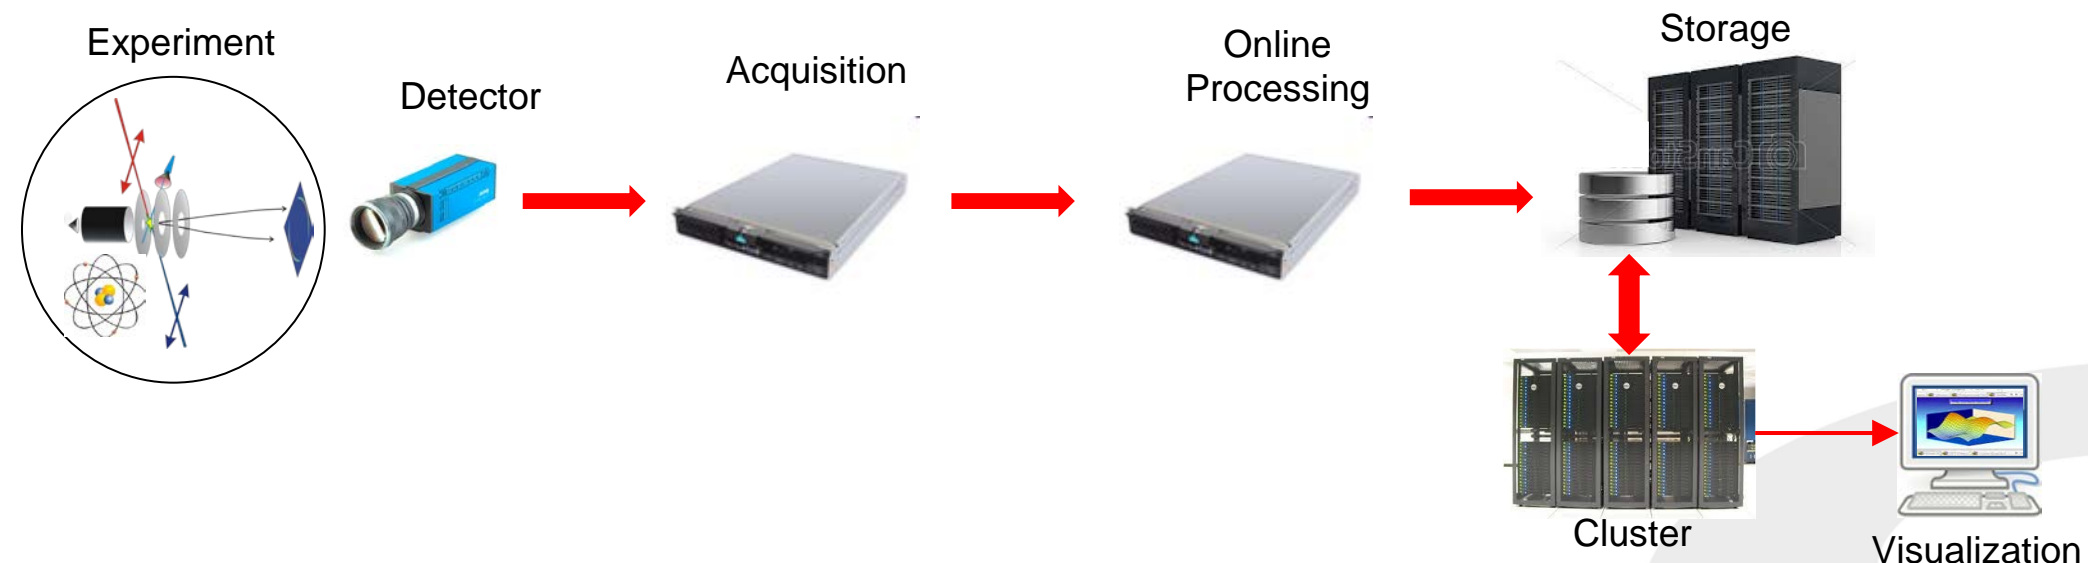 Experiment
Detector
Acquisition
Online
Processing
Storage
Cluster
Visualization